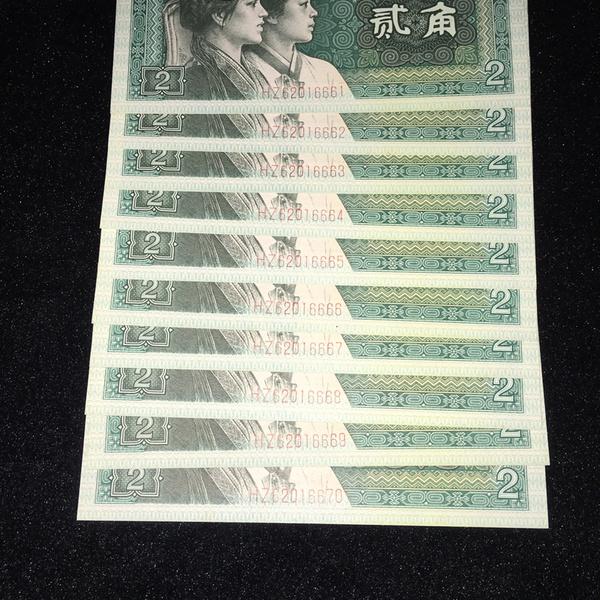 贰角
2 HZ62016661 2
2 HZ62016662 2
2 HZ62016663 2
2 HZ62016664 2
2 HZ62016665 2
2 HZ62016666 2
2 HZ62016667 2
2 HZ62016668 2
2 HZ62016669 2
2 HZ62016670 2